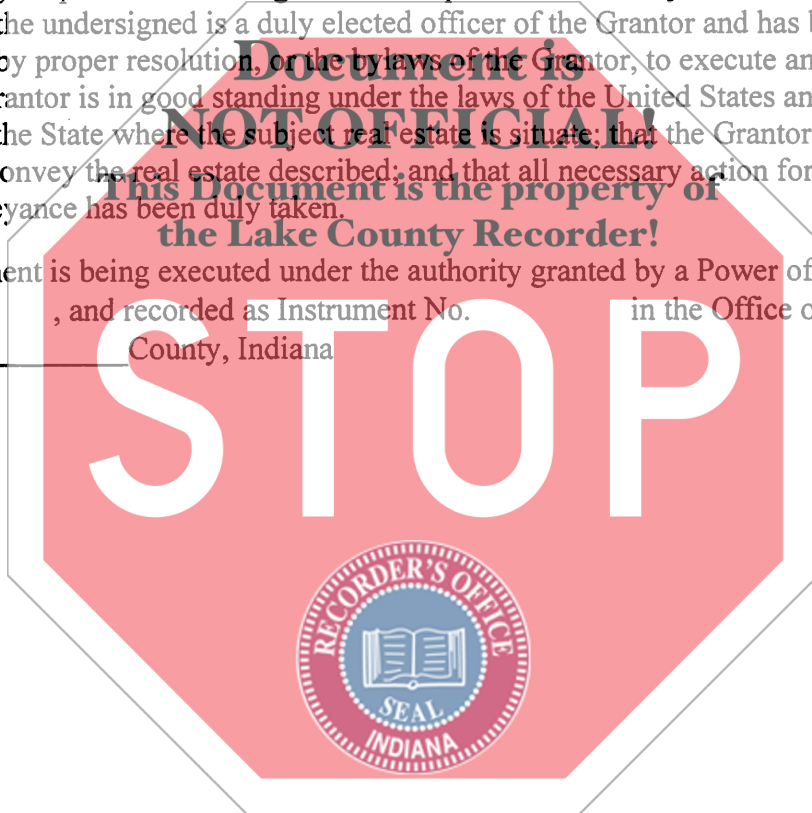 the undersigned is a duly elected officer of the Grantor and has
by proper resolution, or the bylaws of the Grantor, to execute
Grantor is in good standing under the laws of the United States
the State where the subject real estate is situate; that the Grantor
convey the real estate described; and that all necessary action for
has been duly taken.
is being executed under the authority granted by a Power of
, and recorded as Instrument No. in the Office
County, Indiana
Document is
NOT OFFICIAL!
This Document is the property of
the Lake County Recorder!
STOP
RECORDER'S OFFICE
SEAL
INDIANA